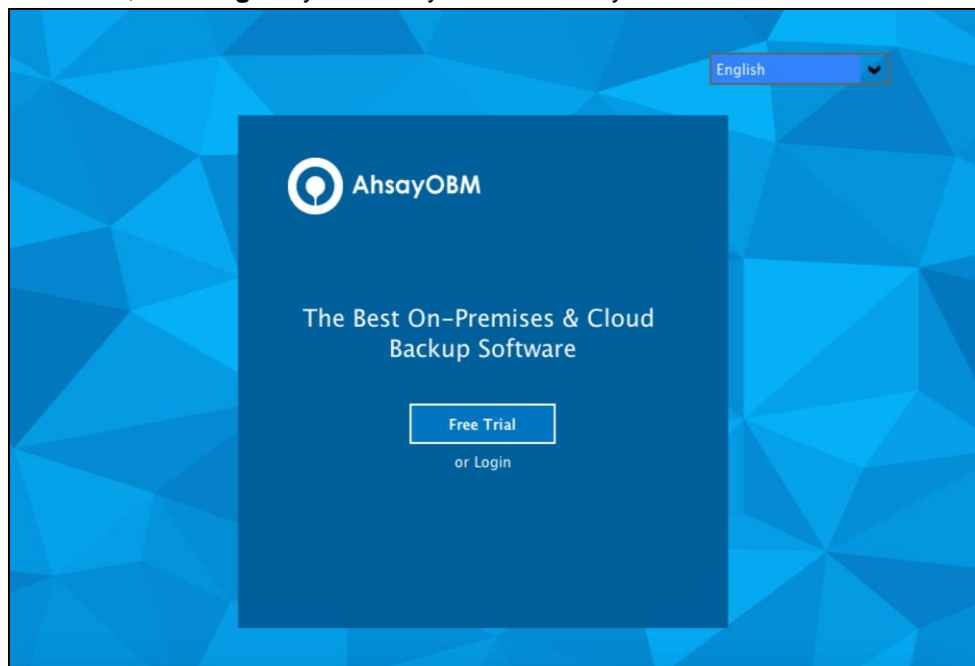 English
AhsayOBM
The Best On-Premises & Cloud
Backup Software
Free Trial
or Login